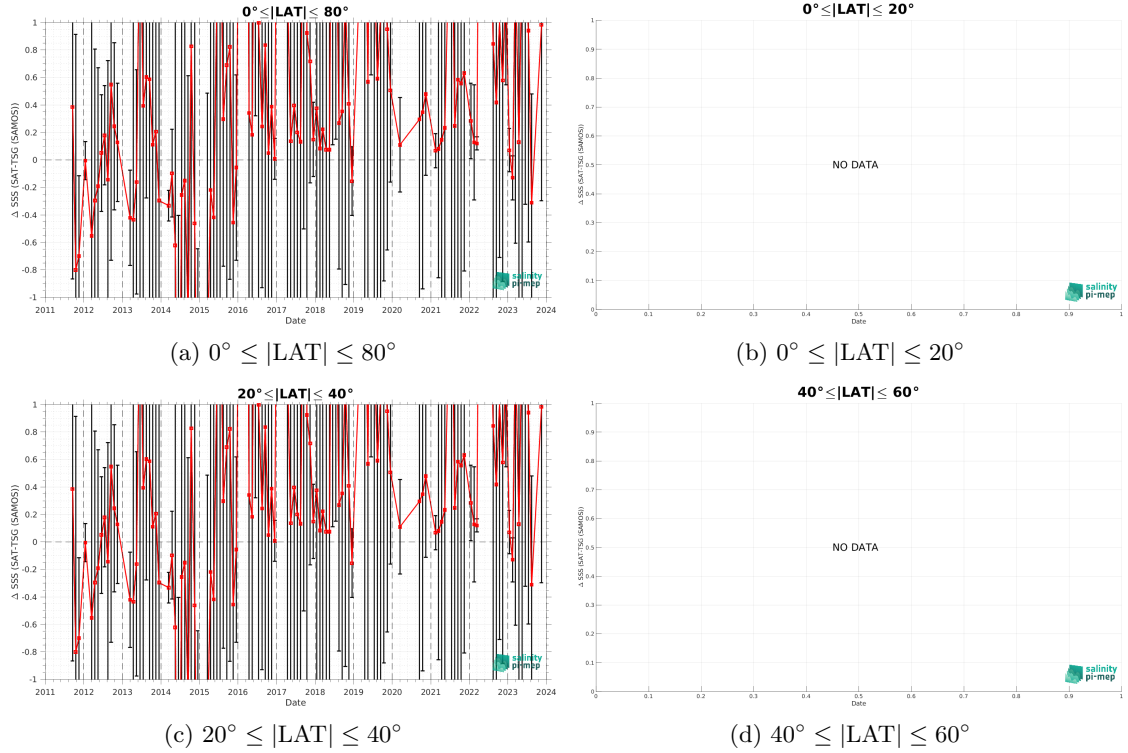 0°≤|LAT|≤ 80°
Δ SSS (SAT-TSG (SAMOS))
1
0.8
0.6
0.4
0.2
0
-0.2
-0.4
-0.6
-0.8
-1
2011 2012 2013 2014 2015 2016 2017 2018 2019 2020 2021 2022 2023 2024
Date
salinity
pi-mep
(a) 0° ≤ |LAT| ≤ 80°
0°≤|LAT|≤ 20°
Δ SSS (SAT-TSG (SAMOS))
1
0.9
0.8
0.7
0.6
0.5
0.4
0.3
0.2
0.1
0
NO DATA
0 0.1 0.2 0.3 0.4 0.5 0.6 0.7 0.8 0.9 1
Date
salinity
pi-mep
(b) 0° ≤ |LAT| ≤ 20°
20°≤|LAT|≤ 40°
Δ SSS (SAT-TSG (SAMOS))
1
0.8
0.6
0.4
0.2
0
-0.2
-0.4
-0.6
-0.8
-1
2011 2012 2013 2014 2015 2016 2017 2018 2019 2020 2021 2022 2023 2024
Date
salinity
pi-mep
(c) 20° ≤ |LAT| ≤ 40°
40°≤|LAT|≤ 60°
Δ SSS (SAT-TSG (SAMOS))
1
0.9
0.8
0.7
0.6
0.5
0.4
0.3
0.2
0.1
0
NO DATA
0 0.1 0.2 0.3 0.4 0.5 0.6 0.7 0.8 0.9 1
Date
salinity
pi-mep
(d) 40° ≤ |LAT| ≤ 60°